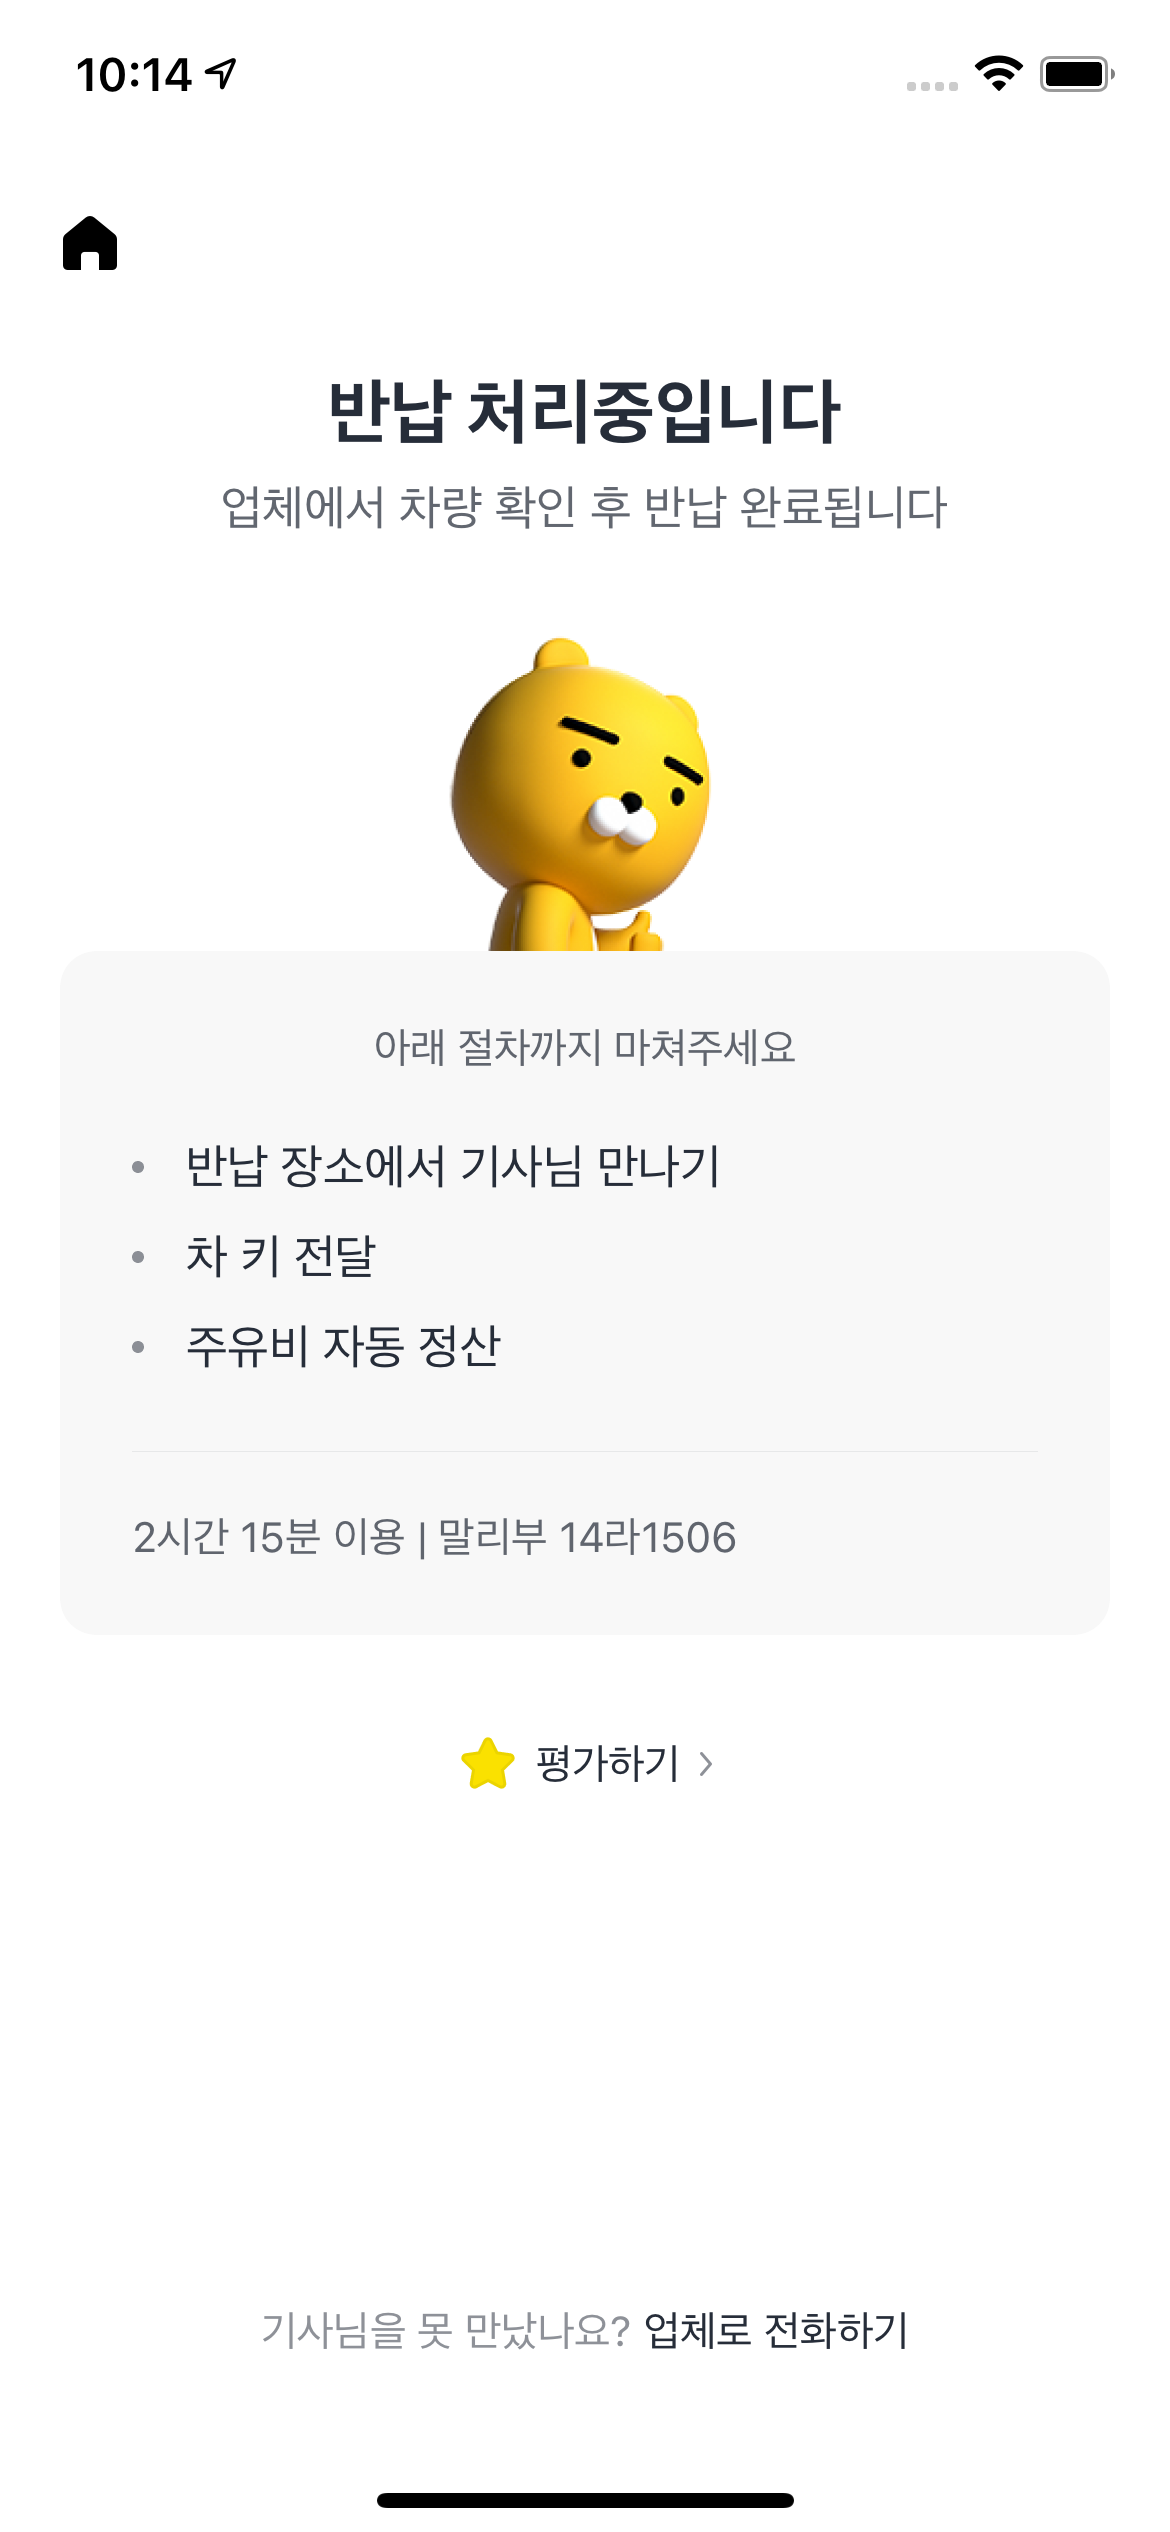 10:14
반납 처리중입니다
업체에서 차량 확인 후 반납 완료됩니다
아래 절차까지 마쳐주세요
• 반납 장소에서 기사님 만나기
• 차 키 전달
• 주유비 자동 정산
2시간 15분 이용 | 말리부 14라1506
평가하기
기사님을 못 만났나요? 업체로 전화하기